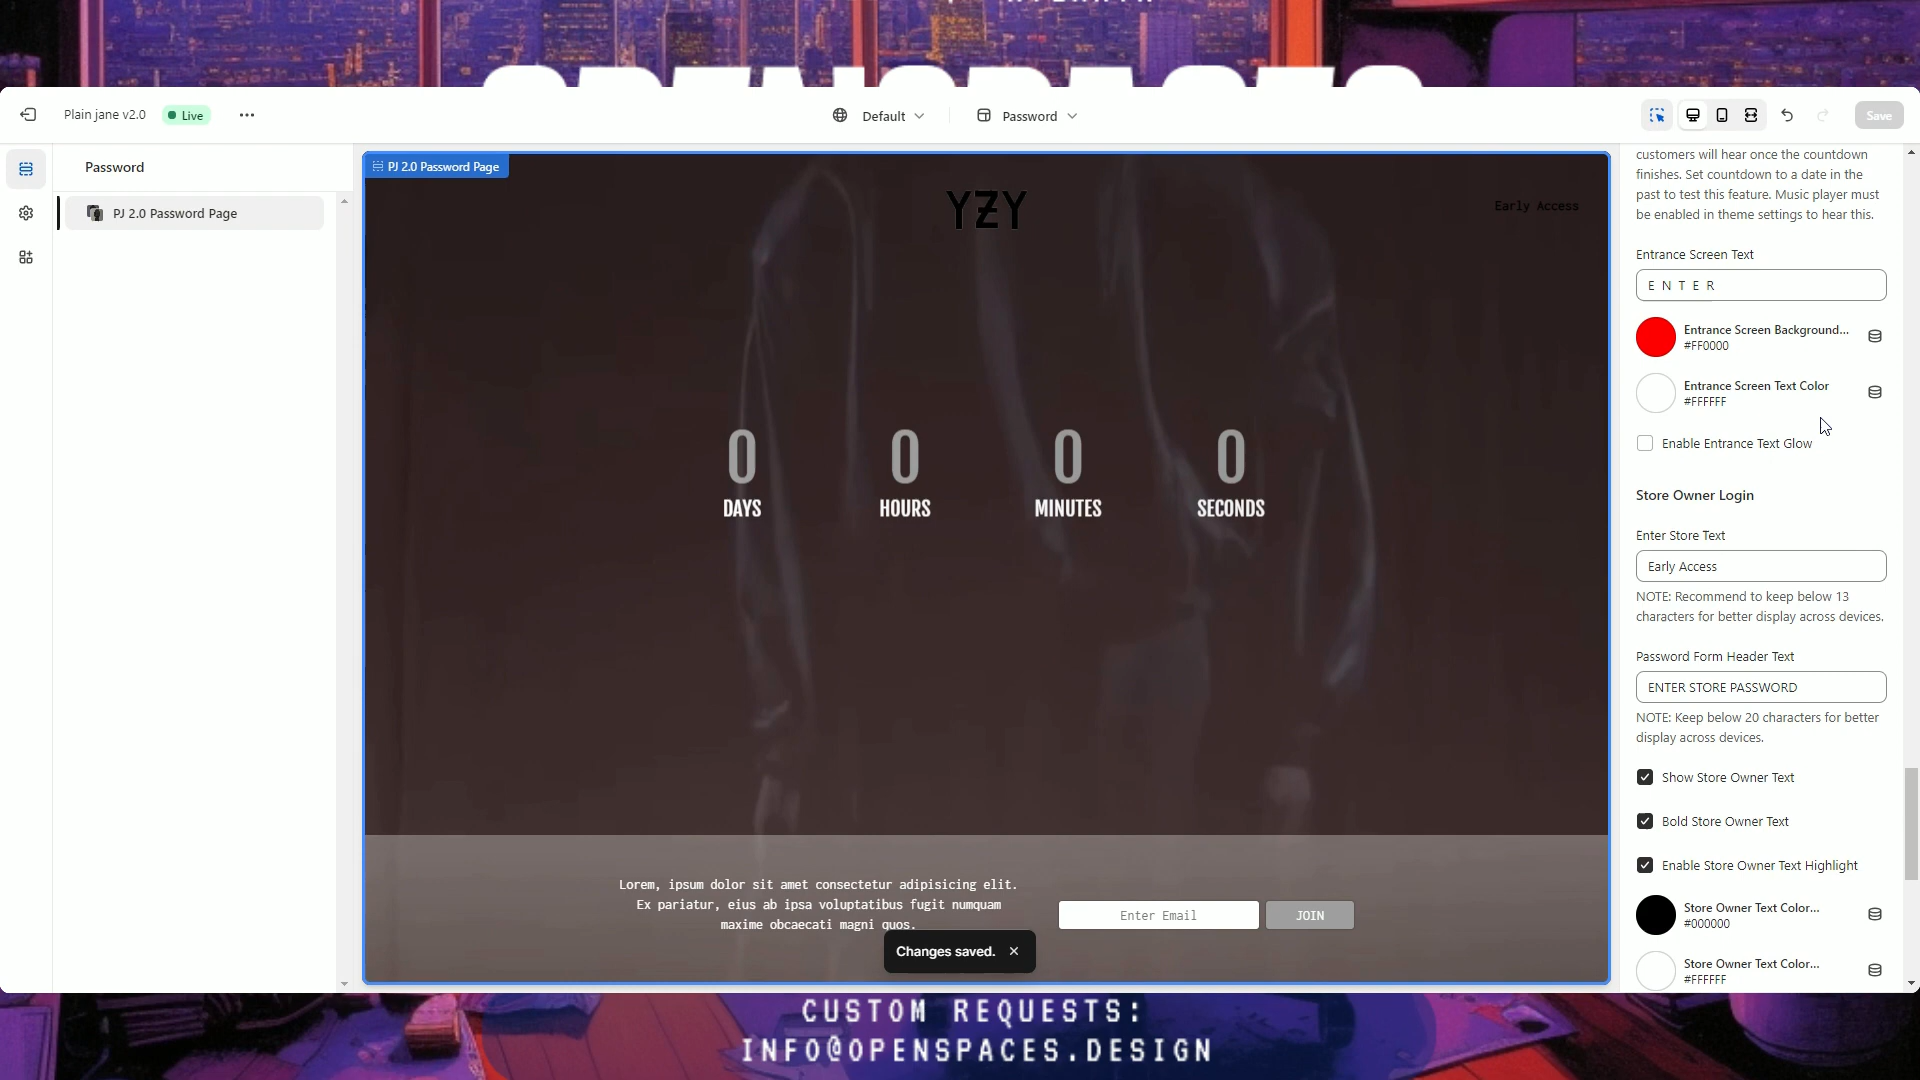 Plain jane v2.0
Live
Default
Password
Save
Password
PJ 2.0 Password Page
PJ 2.0 Password Page
YZY
Early Access
0
0
0
0
DAYS
HOURS
MINUTES
SECONDS
Lorem, ipsum dolor sit amet consectetur adipisicing elit.
Ex pariatur, eius ab ipsa voluptatibus fugit numquam
maxime obcaecati magni quos.
Enter Email
JOIN
Changes saved.
customers will hear once the countdown
finishes. Set countdown to a date in the
past to test this feature. Music player must
be enabled in theme settings to hear this.
Entrance Screen Text
E N T E R
Entrance Screen Background...
#FF0000
Entrance Screen Text Color
#FFFFFF
Enable Entrance Text Glow
Store Owner Login
Enter Store Text
Early Access
NOTE: Recommend to keep below 13
characters for better display across devices.
Password Form Header Text
ENTER STORE PASSWORD
NOTE: Keep below 20 characters for better
display across devices.
Show Store Owner Text
Bold Store Owner Text
Enable Store Owner Text Highlight
Store Owner Text Color...
#000000
Store Owner Text Color...
#FFFFFF
CUSTOM REQUESTS:
INFO@OPENSPACES.DESIGN